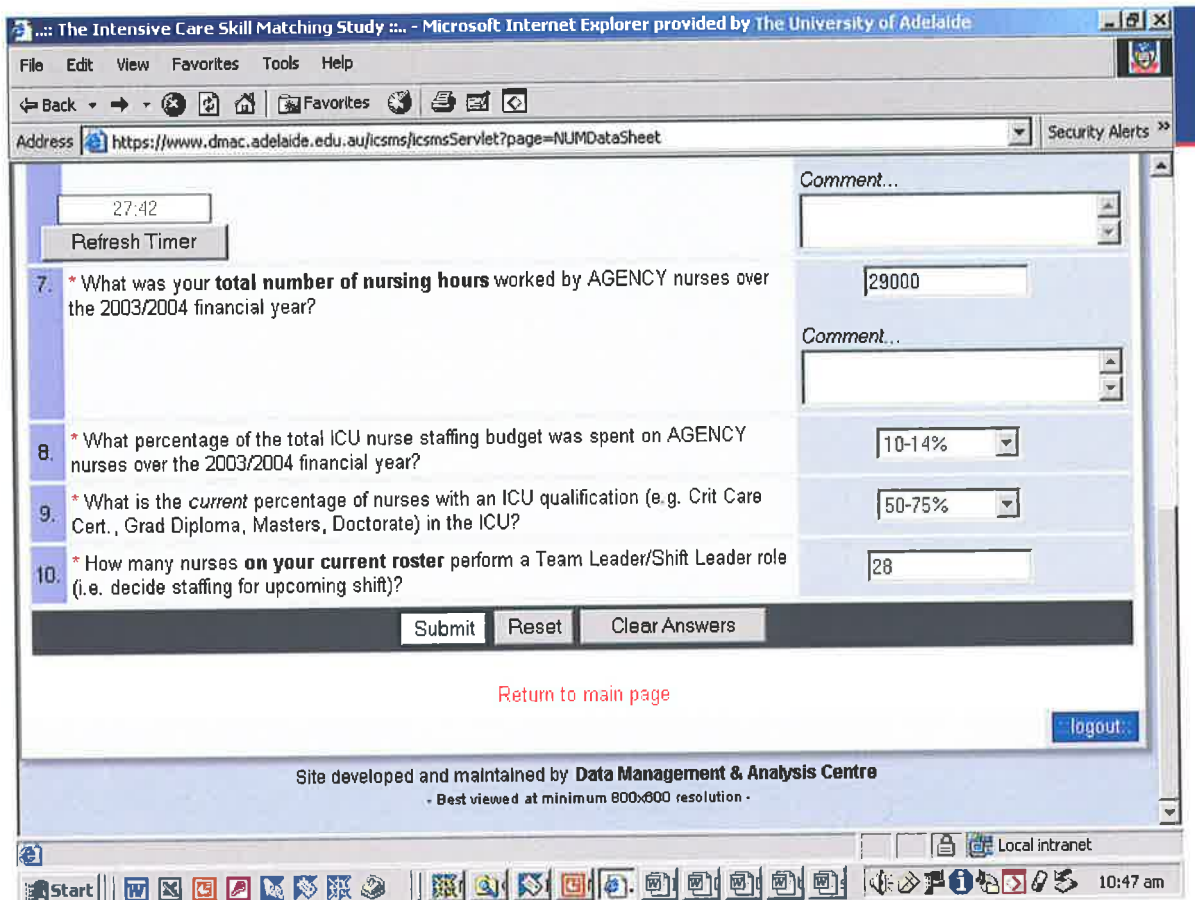 ..:: The Intensive Care Skill Matching Study ::.. - Microsoft Internet Explorer provided by The University of Adelaide
File Edit View Favorites Tools Help
Back Favorites
Address https://www.dmac.adelaide.edu.au/icsms/icsmsServlet?page=NUMDataSheet Security Alerts »
Comment...
27:42
Refresh Timer
7. * What was your total number of nursing hours worked by AGENCY nurses over
the 2003/2004 financial year?
29000
Comment...
8. * What percentage of the total ICU nurse staffing budget was spent on AGENCY
nurses over the 2003/2004 financial year?
10-14%
9. * What is the current percentage of nurses with an ICU qualification (e.g. Crit Care
Cert., Grad Diploma, Masters, Doctorate) in the ICU?
50-75%
10. * How many nurses on your current roster perform a Team Leader/Shift Leader role
(i.e. decide staffing for upcoming shift)?
28
Submit Reset Clear Answers
Return to main page
::logout::
Site developed and maintained by Data Management & Analysis Centre
- Best viewed at minimum 800x600 resolution -
Local intranet
Start 10:47 am